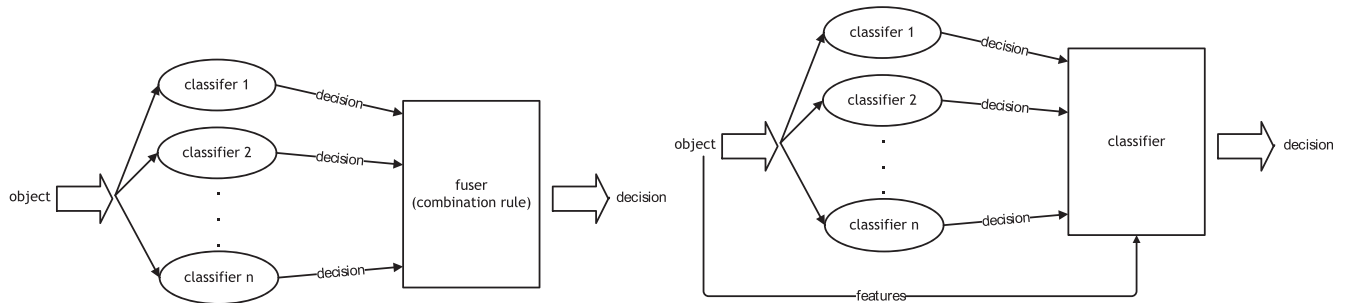 classifer 1
decision
classifier 2
decision
object
fuser
(combination rule)
decision
classifier n
decision
classifer 1
decision
classifier 2
decision
object
classifier
decision
classifier n
decision
features